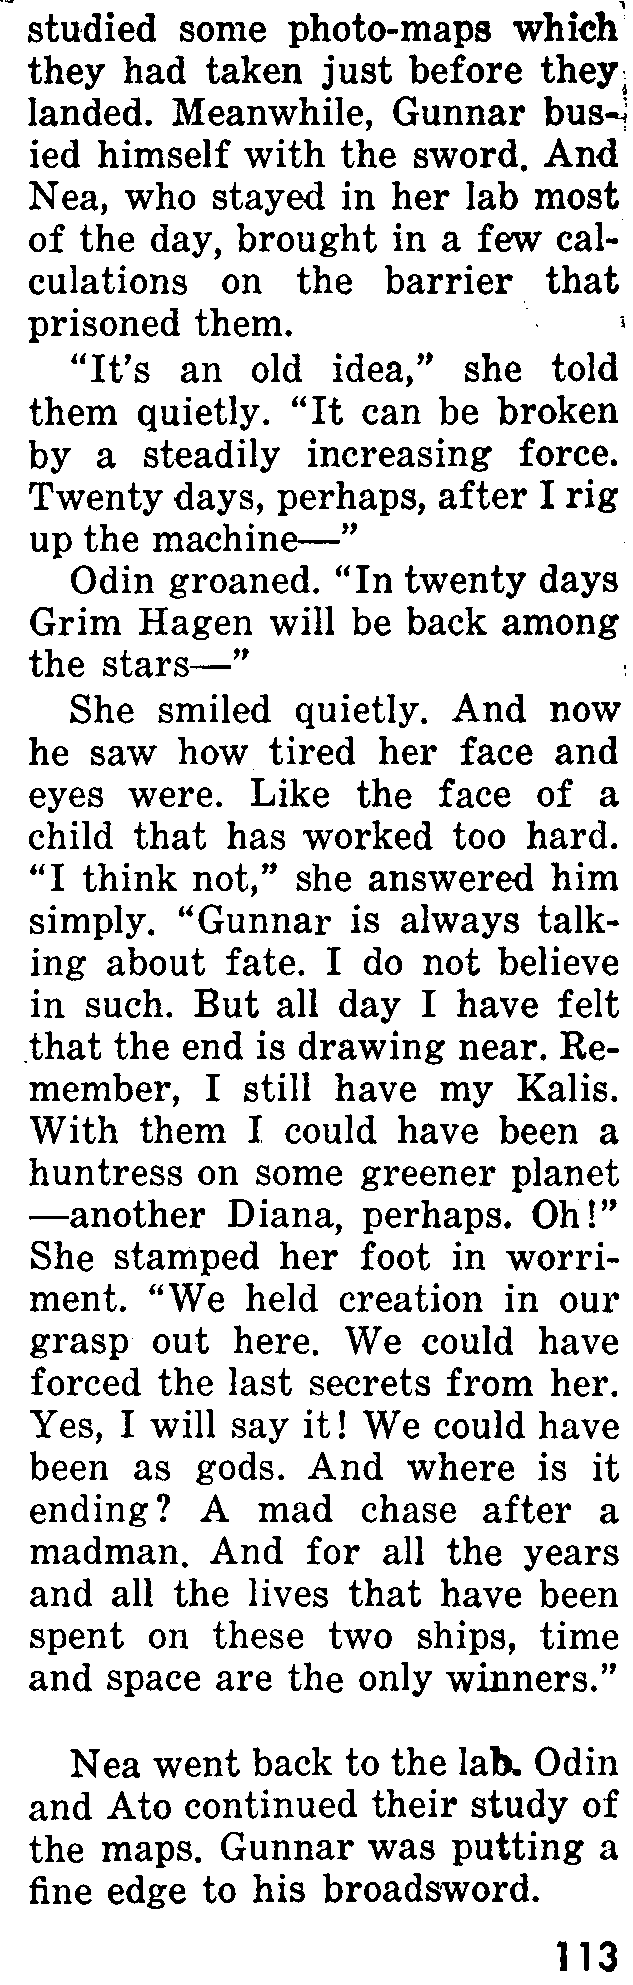 studied some photo-maps which
they had taken just before they
landed. Meanwhile, Gunnar bus-
ied himself with the sword. And
Nea, who stayed in her lab most
of the day, brought in a few cal-
culations on the barrier that
prisoned them.
“It’s an old idea,” she told
them quietly. “It can be broken
by a steadily increasing force.
Twenty days, perhaps, after I rig
up the machine—”
Odin groaned. “In twenty days
Grim Hagen will be back among
the stars—”
She smiled quietly. And now
he saw how tired her face and
eyes were. Like the face of a
child that has worked too hard.
“I think not,” she answered him
simply. “Gunnar is always talk-
ing about fate. I do not believe
in such. But all day I have felt
that the end is drawing near. Re-
member, I still have my Kalis.
With them I could have been a
huntress on some greener planet
—another Diana, perhaps. Oh!”
She stamped her foot in worri-
ment. “We held creation in our
grasp out here. We could have
forced the last secrets from her.
Yes, I will say it! We could have
been as gods. And where is it
ending? A mad chase after a
madman. And for all the years
and all the lives that have been
spent on these two ships, time
and space are the only winners.”
Nea went back to the lab. Odin
and Ato continued their study of
the maps. Gunnar was putting a
fine edge to his broadsword.
113